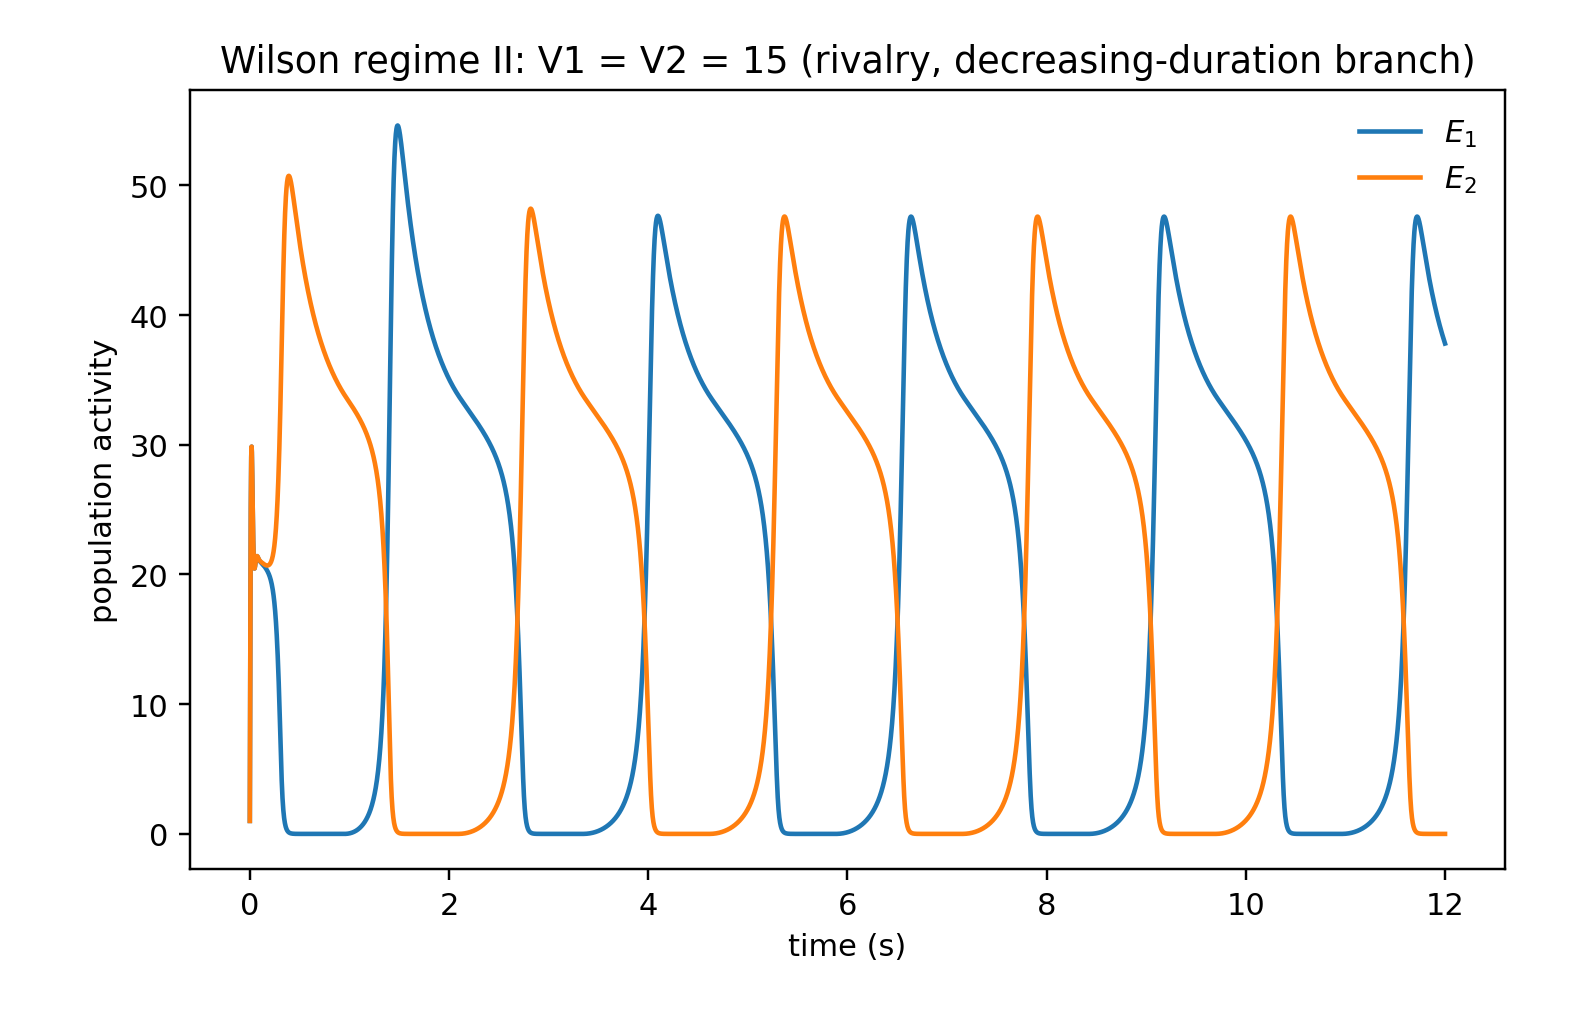 Wilson regime II: V1 = V2 = 15 (rivalry, decreasing-duration branch)
E₁
E₂
population activity
50
40
30
20
10
0
0 2 4 6 8 10 12
time (s)